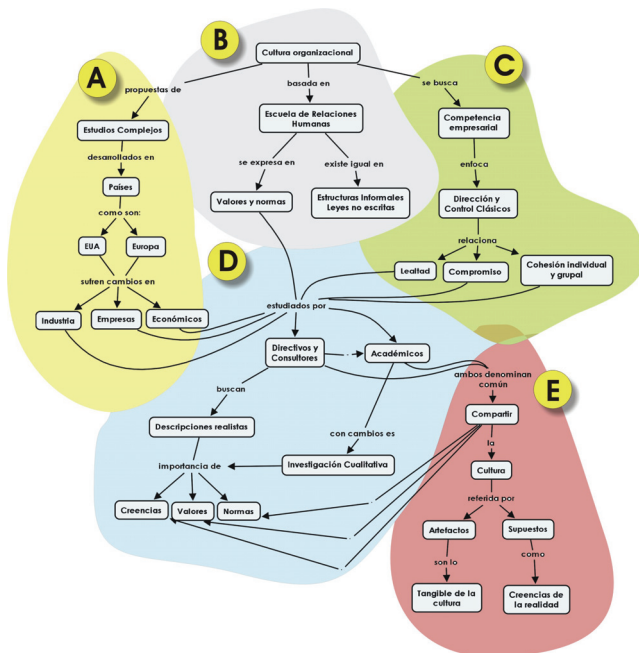 B
Cultura organizacional
A
C
propuestas de
basada en
se busca
Estudios Complejos
Escuela de Relaciones
Humanas
Competencia
empresarial
desarrollados en
se expresa en
existe igual en
enfoca
Países
Valores y normas
Estructuras Informales
Leyes no escritas
Dirección y
Control Clásicos
como son:
relaciona
EUA
Europa
D
Lealtad
Compromiso
Cohesión individual
y grupal
sufren cambios en
estudiados por
Industria
Empresas
Económicos
Directivos y
Consultores
Académicos
ambos denominan
común
E
buscan
Compartir
Descripciones realistas
con cambios es
la
importancia de
Investigación Cualitativa
Cultura
referida por
Creencias
Valores
Normas
Artefactos
Supuestos
son lo
como
Tangible de la
cultura
Creencias de
la realidad